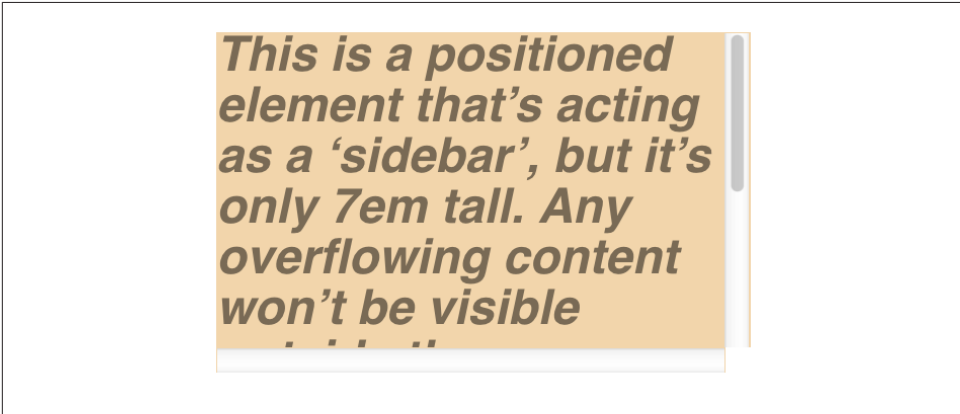 This is a positioned
element that’s acting
as a ‘sidebar’, but it’s
only 7em tall. Any
overflowing content
won’t be visible